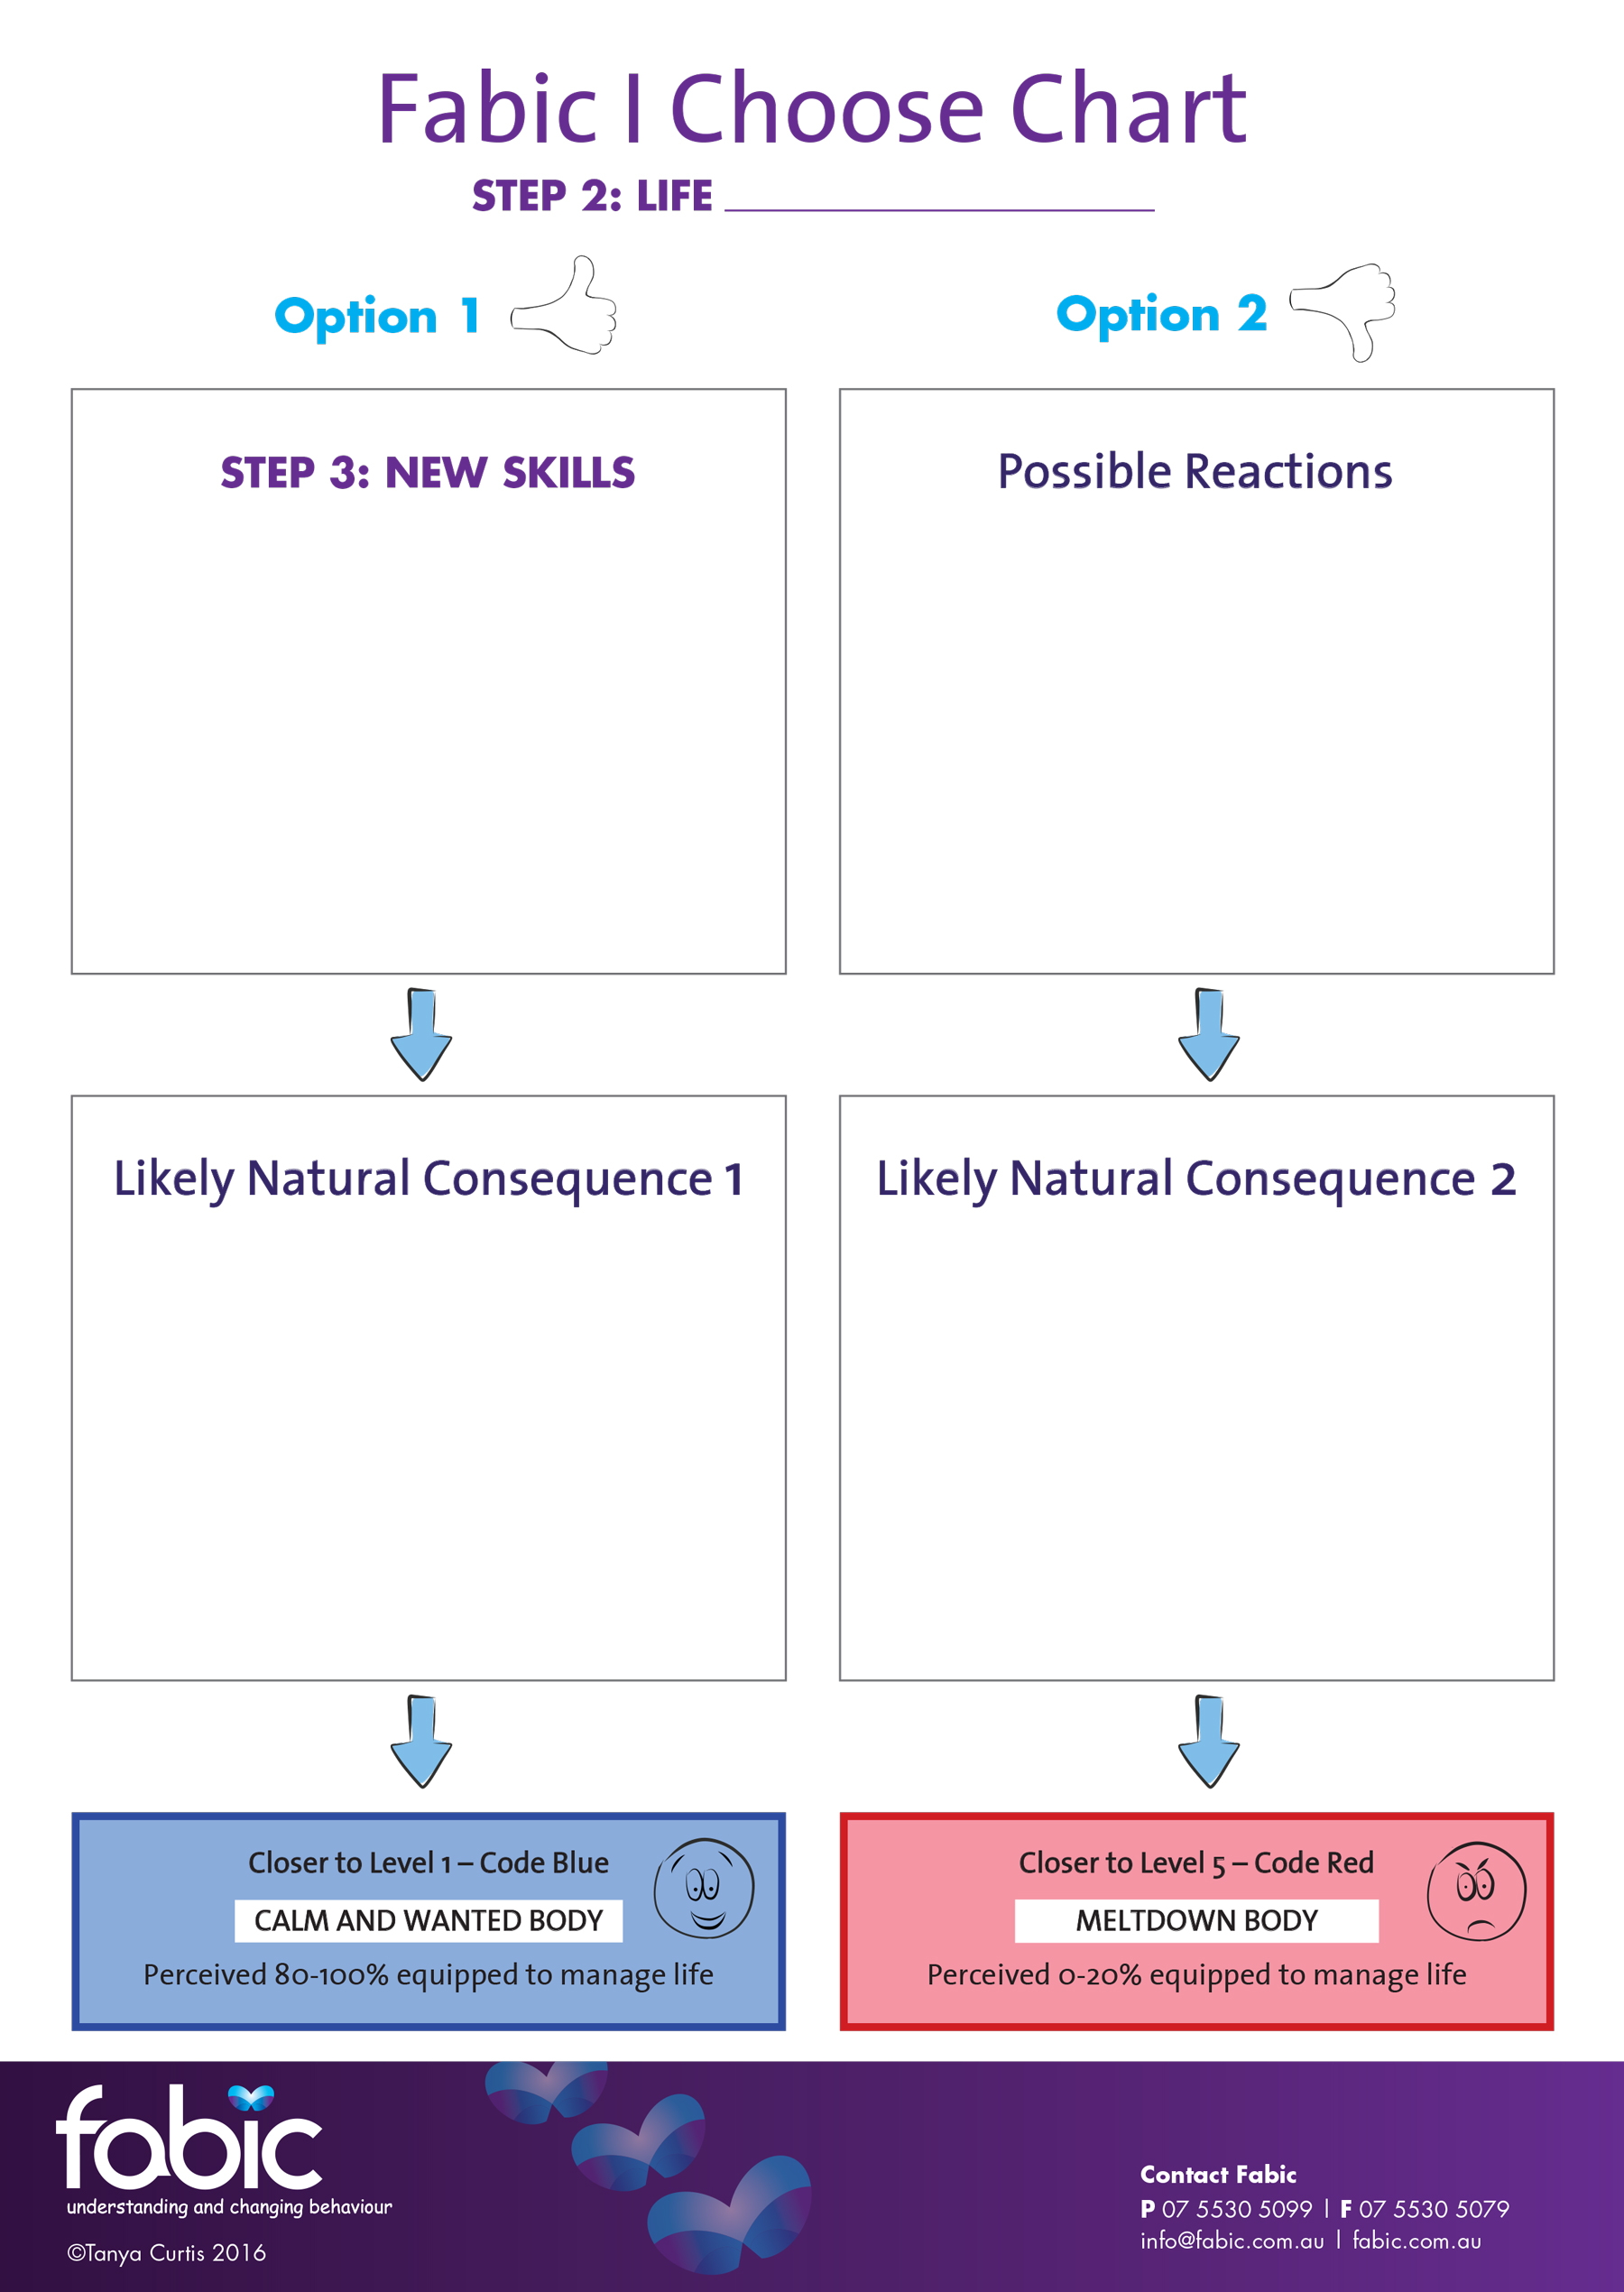 Fabic I Choose Chart
STEP 2: LIFE
Option 1
Option 2
STEP 3: NEW SKILLS
Possible Reactions
Likely Natural Consequence 1
Likely Natural Consequence 2
Closer to Level 1 – Code Blue
CALM AND WANTED BODY
Perceived 80-100% equipped to manage life
Closer to Level 5 – Code Red
MELTDOWN BODY
Perceived 0-20% equipped to manage life
fabic
understanding and changing behaviour
©Tanya Curtis 2016
Contact Fabic
P 07 5530 5099 | F 07 5530 5079
info@fabic.com.au | fabic.com.au